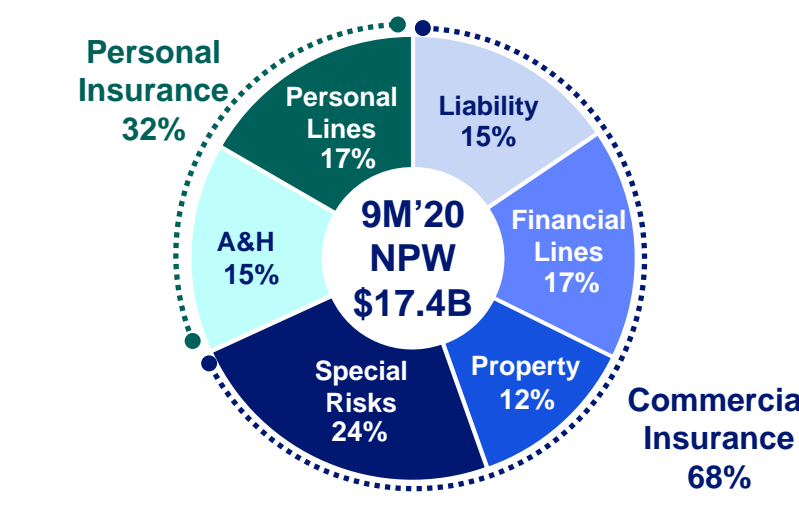 Personal
Insurance
32%
Personal
Lines
17%
Liability
15%
Financial
Lines
17%
A&H
15%
9M’20
NPW
$17.4B
Special
Risks
24%
Property
12%
Commercia
Insurance
68%